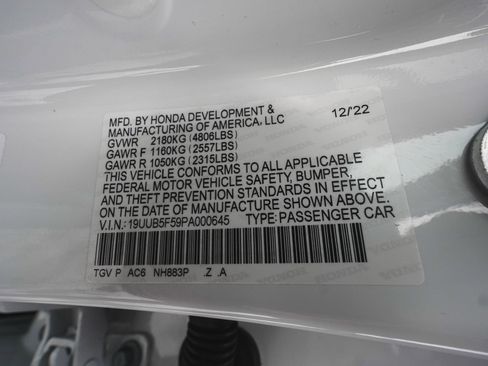 MFD. BY HONDA DEVELOPMENT & 12/22
MANUFACTURING OF AMERICA, LLC
GVWR 2180KG (4806LBS)
GAWR F 1160KG (2557LBS)
GAWR R 1050KG (2315LBS)
THIS VEHICLE CONFORMS TO ALL APPLICABLE
FEDERAL MOTOR VEHICLE SAFETY, BUMPER,
AND THEFT PREVENTION STANDARDS IN EFFECT
ON THE DATE OF MANUFACTURE SHOWN ABOVE.
V.I.N.: 19UUB5F59PA000645 TYPE: PASSENGER CAR
TGV P AC6 NH883P .Z .A